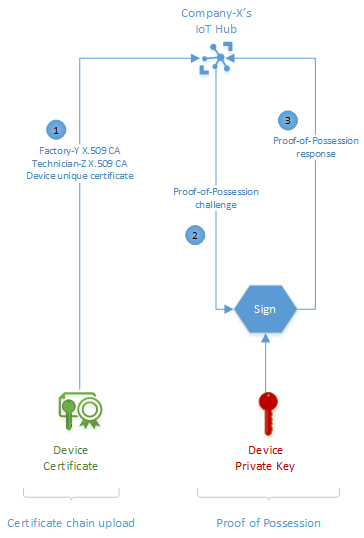 Company-X's
IoT Hub
1
Factory-Y X.509 CA
Technician-Z X.509 CA
Device unique certificate
3
Proof-of-Possession
response
Proof-of-Possession
challenge
2
Sign
Device
Certificate
Device
Private Key
Certificate chain upload
Proof of Possession